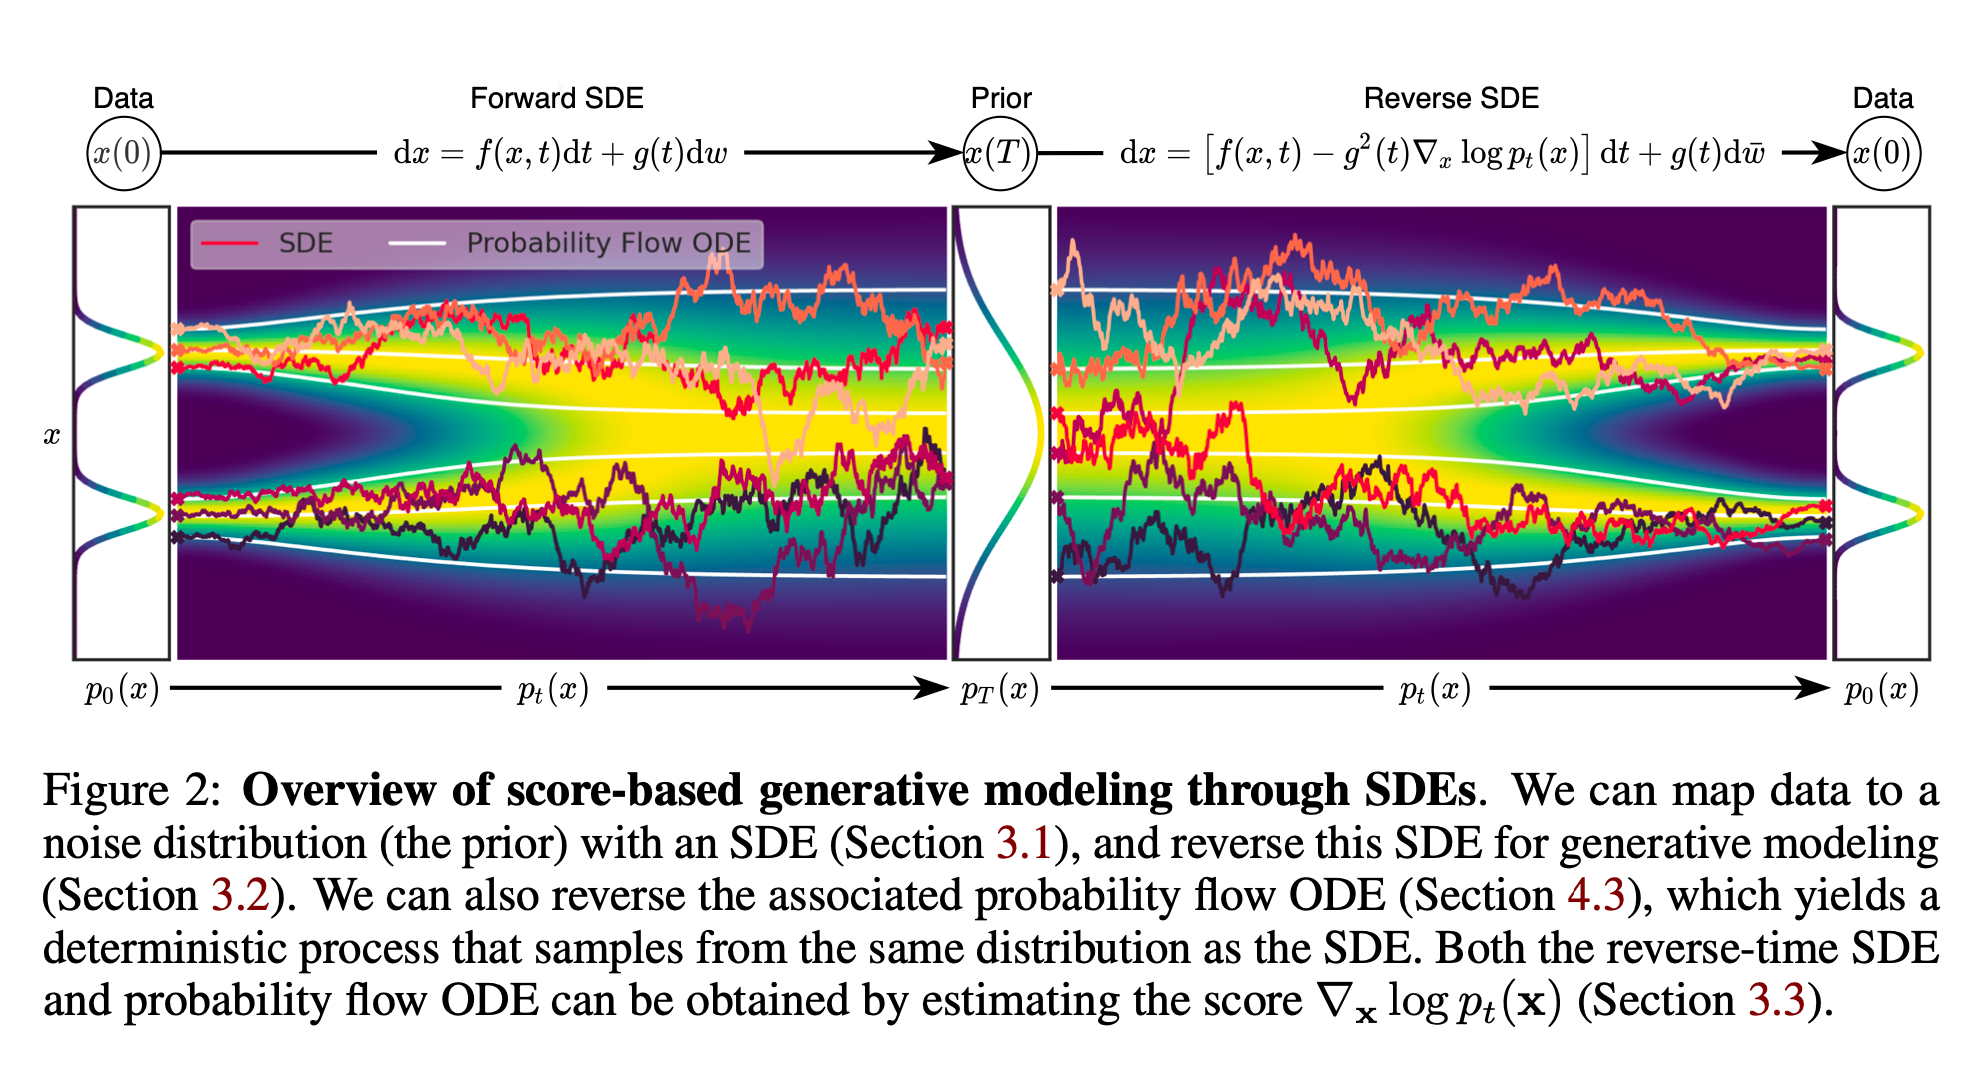 Data Forward SDE Prior Reverse SDE Data
x(0) dx = f(x, t)dt + g(t)dw x(T) dx = [f(x, t) − g²(t)∇ₓ log pₜ(x)] dt + g(t)dw̄ x(0)
SDE Probability Flow ODE
x
p₀(x) pₜ(x) p_T(x) pₜ(x) p₀(x)
Figure 2: Overview of score-based generative modeling through SDEs. We can map data to a
noise distribution (the prior) with an SDE (Section 3.1), and reverse this SDE for generative modeling
(Section 3.2). We can also reverse the associated probability flow ODE (Section 4.3), which yields a
deterministic process that samples from the same distribution as the SDE. Both the reverse-time SDE
and probability flow ODE can be obtained by estimating the score ∇ₓ log pₜ(x) (Section 3.3).